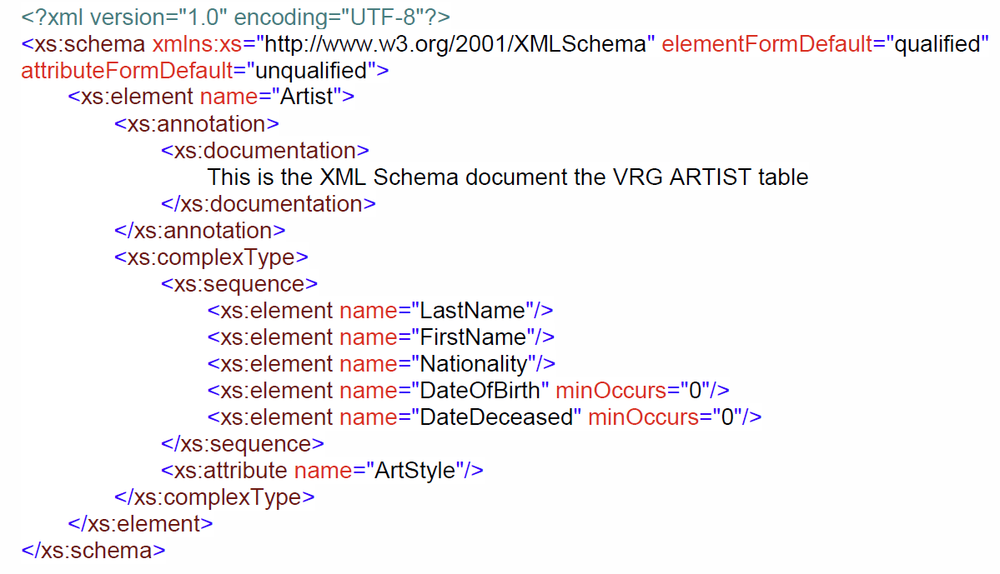 <?xml version="1.0" encoding="UTF-8"?>
<xs:schema xmlns:xs="http://www.w3.org/2001/XMLSchema" elementFormDefault="qualified"
attributeFormDefault="unqualified">
<xs:element name="Artist">
<xs:annotation>
<xs:documentation>
This is the XML Schema document the VRG ARTIST table
</xs:documentation>
</xs:annotation>
<xs:complexType>
<xs:sequence>
<xs:element name="LastName"/>
<xs:element name="FirstName"/>
<xs:element name="Nationality"/>
<xs:element name="DateOfBirth" minOccurs="0"/>
<xs:element name="DateDeceased" minOccurs="0"/>
</xs:sequence>
<xs:attribute name="ArtStyle"/>
</xs:complexType>
</xs:element>
</xs:schema>